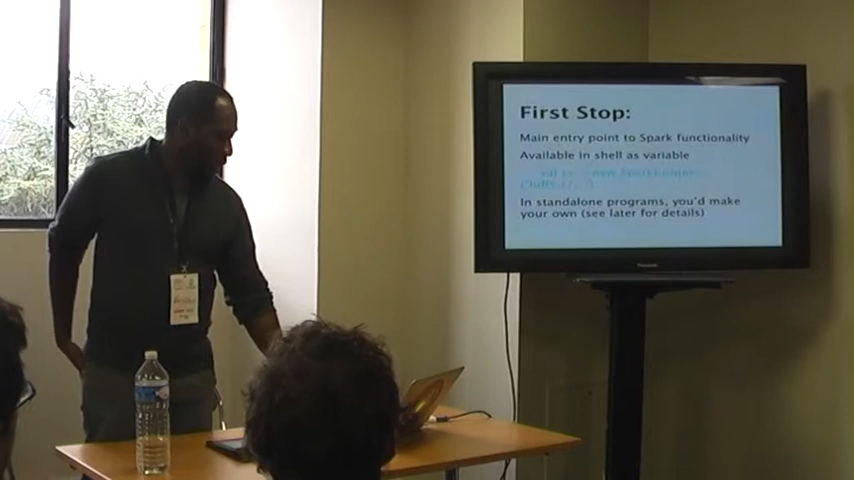 First Stop:
Main entry point to Spark functionality
Available in shell as variable
In standalone programs, you'd make
your own (see later for details)